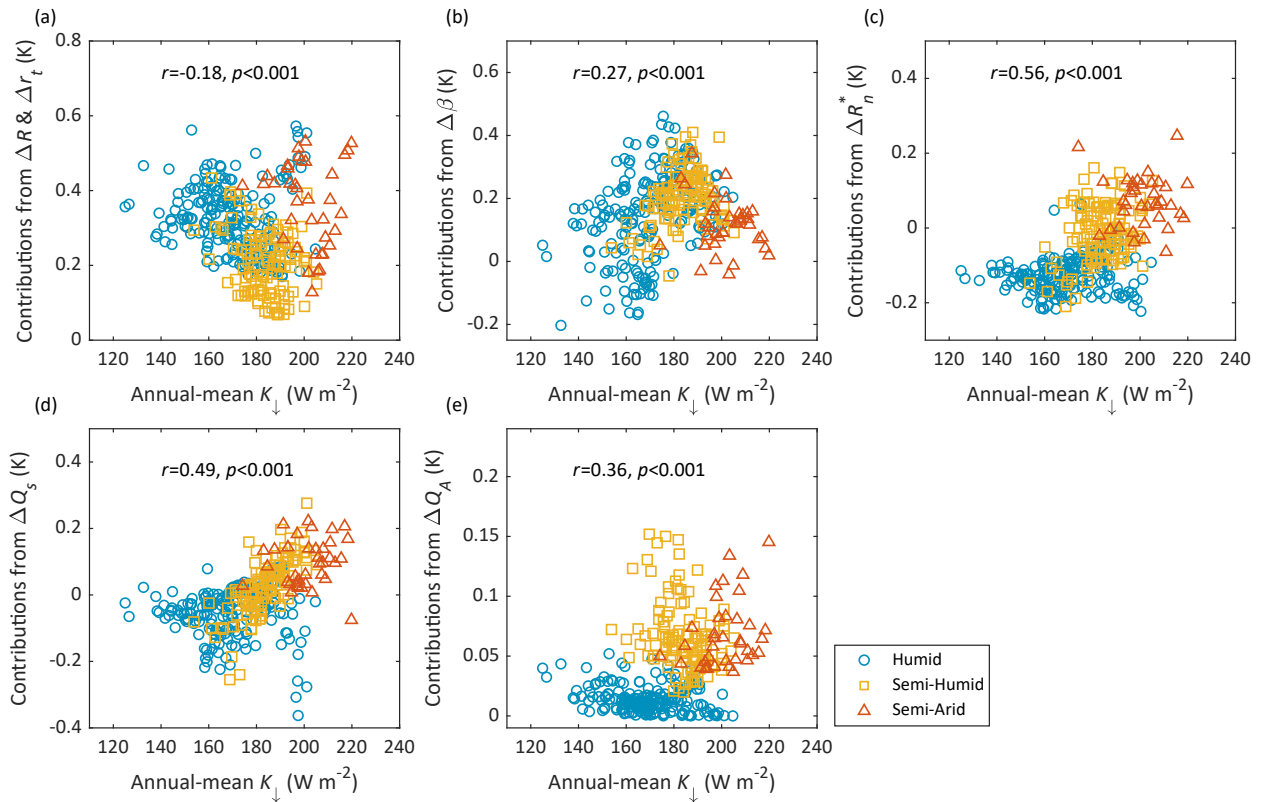 (a)
Contributions from ΔR & Δr_t (K)
0.8
0.6
0.4
0.2
0
r=-0.18, p<0.001
120 140 160 180 200 220 240
Annual-mean K↓ (W m⁻²)
(b)
Contributions from Δβ (K)
0.6
0.4
0.2
0
-0.2
r=0.27, p<0.001
120 140 160 180 200 220 240
Annual-mean K↓ (W m⁻²)
(c)
Contributions from ΔR_n^* (K)
0.4
0.2
0
-0.2
r=0.56, p<0.001
120 140 160 180 200 220 240
Annual-mean K↓ (W m⁻²)
(d)
Contributions from ΔQ_s (K)
0.4
0.2
0
-0.2
-0.4
r=0.49, p<0.001
120 140 160 180 200 220 240
Annual-mean K↓ (W m⁻²)
(e)
Contributions from ΔQ_A (K)
0.2
0.15
0.1
0.05
0
r=0.36, p<0.001
120 140 160 180 200 220 240
Annual-mean K↓ (W m⁻²)
Humid
Semi-Humid
Semi-Arid